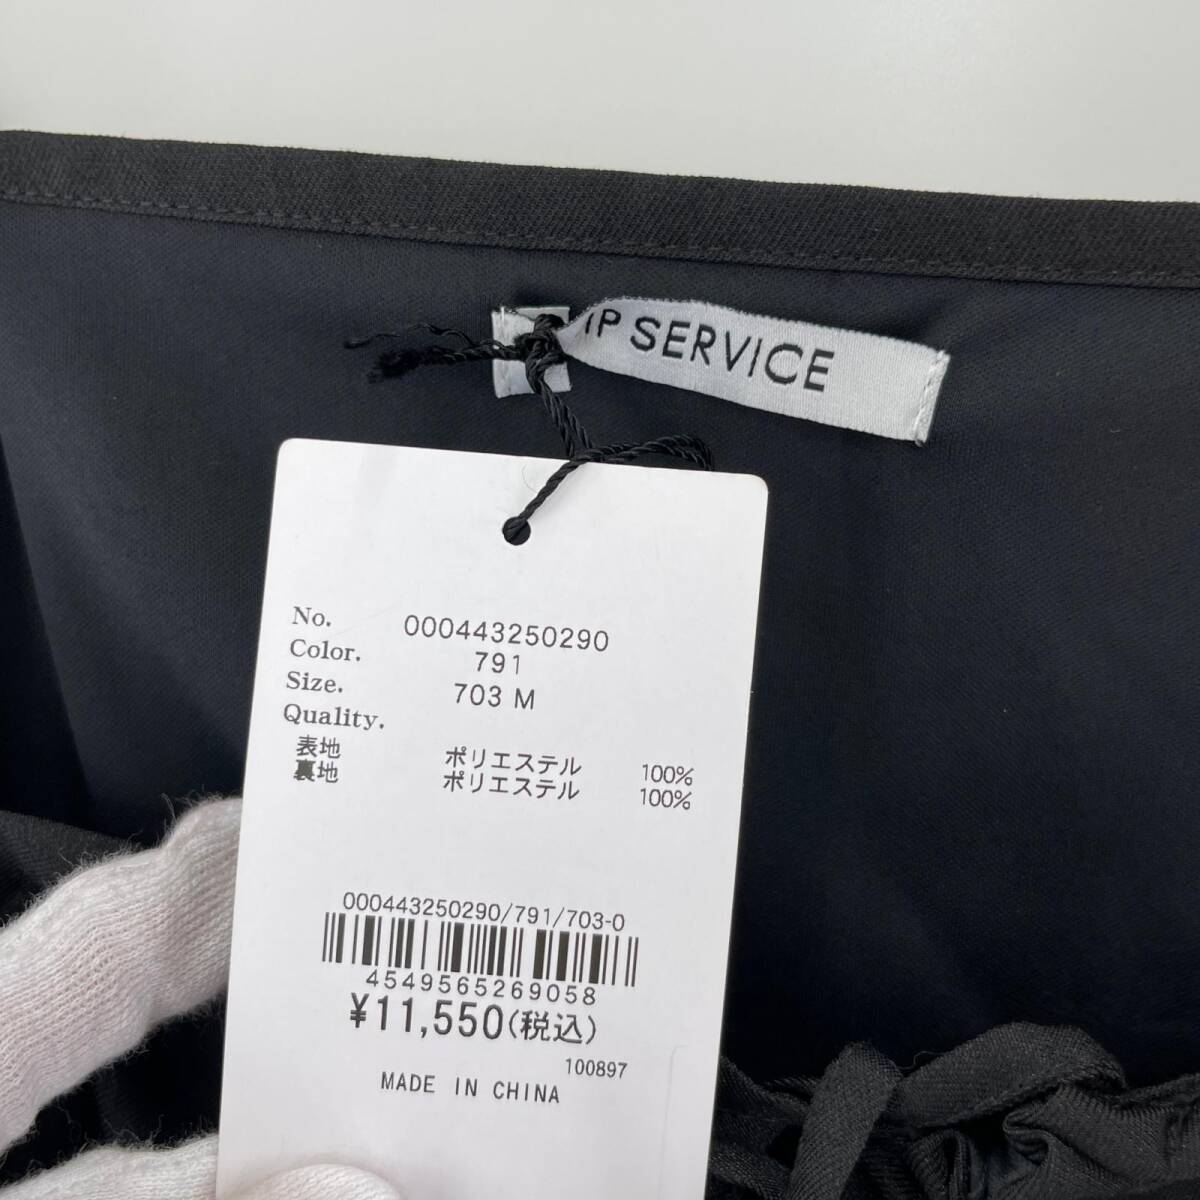 IP SERVICE
No. 000443250290
Color. 791
Size. 703 M
Quality.
表地 ポリエステル 100%
裏地 ポリエステル 100%
000443250290/791/703-0
4549565269058
¥11,550(税込)
100897
MADE IN CHINA